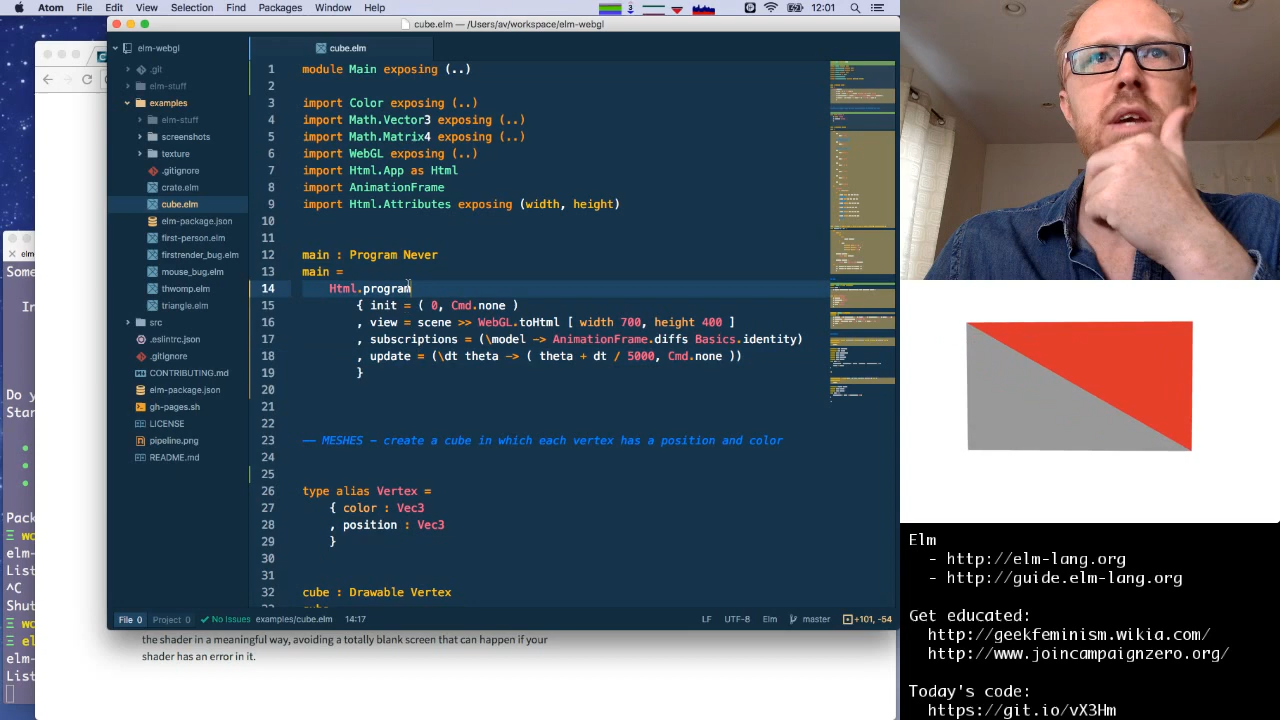 Edit View Selection Find Packages Window Help 12:01
cube.elm — /Users/av/workspace/elm-webgl
elm-webgl
.git
elm-stuff
examples
elm-stuff
screenshots
texture
.gitignore
crate.elm
cube.elm
elm-package.json
first-person.elm
firstrender_bug.elm
mouse_bug.elm
thwomp.elm
triangle.elm
src
.eslintrc.json
.gitignore
CONTRIBUTING.md
elm-package.json
gh-pages.sh
LICENSE
pipeline.png
README.md
cube.elm
1 module Main exposing (..)
2
3 import Color exposing (..)
4 import Math.Vector3 exposing (..)
5 import Math.Matrix4 exposing (..)
6 import WebGL exposing (..)
7 import Html.App as Html
8 import AnimationFrame
9 import Html.Attributes exposing (width, height)
10
11
12 main : Program Never
13 main =
14 Html.program
15 { init = ( 0, Cmd.none )
16 , view = scene >> WebGL.toHtml [ width 700, height 400 ]
17 , subscriptions = (\model -> AnimationFrame.diffs Basics.identity)
18 , update = (\dt theta -> ( theta + dt / 5000, Cmd.none ))
19 }
20
21
22
23 -- MESHES - create a cube in which each vertex has a position and color
24
25
26 type alias Vertex =
27 { color : Vec3
28 , position : Vec3
29 }
30
31
32 cube : Drawable Vertex
File 0 Project 0 No Issues examples/cube.elm 14:17 LF UTF-8 Elm master +101, -54
the shader in a meaningful way, avoiding a totally blank screen that can happen if your
shader has an error in it.
elm
Some
Do yo
Star
Pack
elm-
List
^C
Shut
elm-
List
Elm
- http://elm-lang.org
- http://guide.elm-lang.org
Get educated:
http://geekfeminism.wikia.com/
http://www.joincampaignzero.org/
Today's code:
https://git.io/vX3Hm